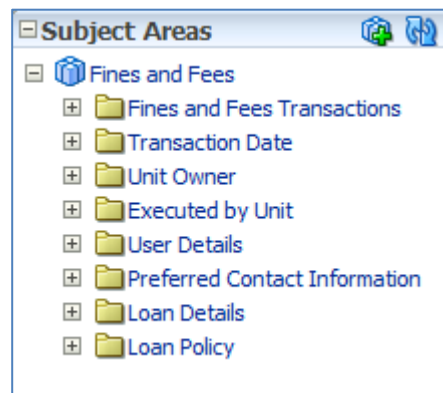 Subject Areas
Fines and Fees
Fines and Fees Transactions
Transaction Date
Unit Owner
Executed by Unit
User Details
Preferred Contact Information
Loan Details
Loan Policy